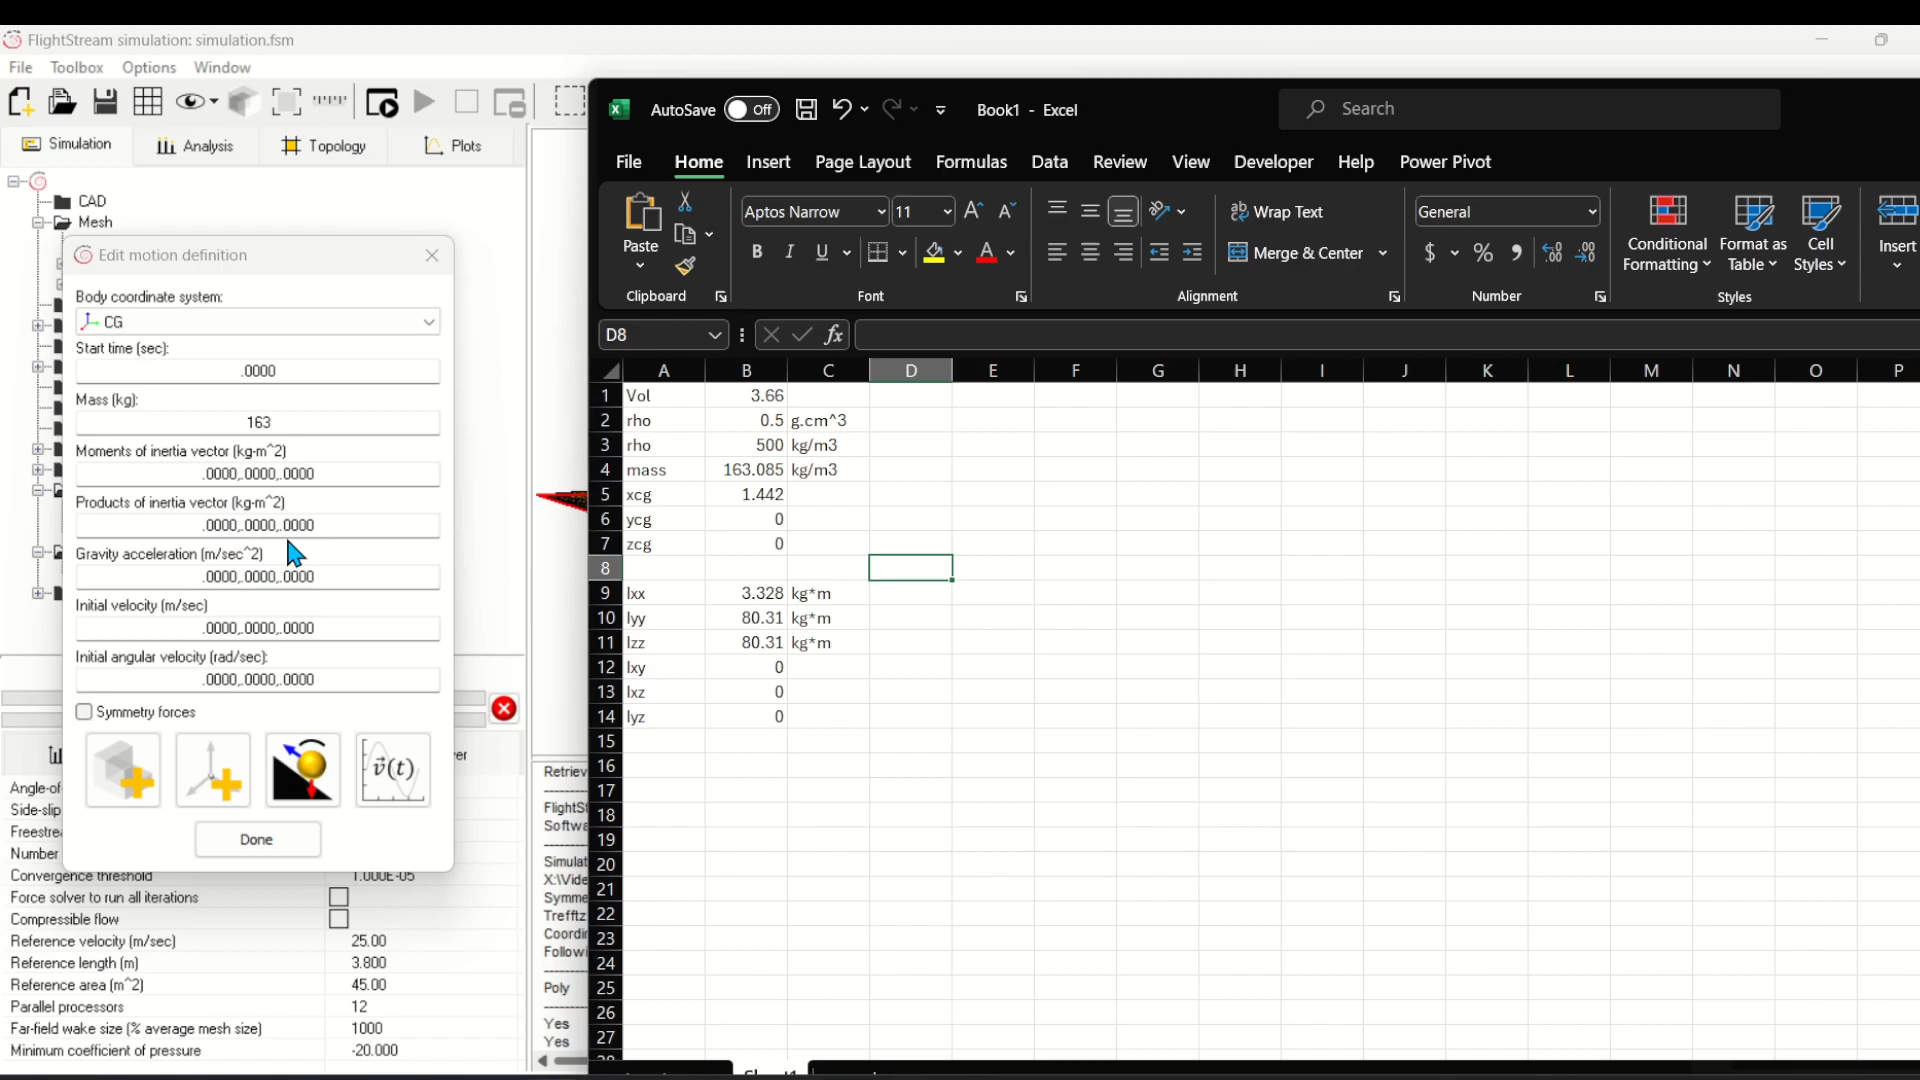 FlightStream simulation: simulation.fsm
File Toolbox Options Window
Simulation Analysis Topology Plots
CAD
Mesh
Edit motion definition
Body coordinate system:
CG
Start time (sec):
.0000
Mass (kg):
163
Moments of inertia vector (kg-m^2)
.0000,.0000,.0000
Products of inertia vector (kg-m^2)
.0000,.0000,.0000
Gravity acceleration (m/sec^2)
.0000,.0000,.0000
Initial velocity (m/sec)
.0000,.0000,.0000
Initial angular velocity (rad/sec):
.0000,.0000,.0000
Symmetry forces
v(t)
Done
Angle-of
Side-slip
Freestrea
Number
Convergence threshold 1.000E-05
Force solver to run all iterations
Compressible flow
Reference velocity (m/sec) 25.00
Reference length (m) 3.800
Reference area (m^2) 45.00
Parallel processors 12
Far-field wake size (% average mesh size) 1000
Minimum coefficient of pressure -20.000
Retriev
FlightSt
Softwa
Simulat
X:\Vide
Symme
Trefftz
Coordin
Followi
Poly
Yes
Yes
AutoSave Off Book1 - Excel Search
File Home Insert Page Layout Formulas Data Review View Developer Help Power Pivot
Paste
Clipboard
Aptos Narrow 11
B I U
Font
Wrap Text
Merge & Center
Alignment
General
$ % 9
Number
Conditional Formatting
Format as Table
Cell Styles
Styles
Insert
D8 fx
A B C D E F G H I J K L M N O P
1 Vol 3.66
2 rho 0.5 g.cm^3
3 rho 500 kg/m3
4 mass 163.085 kg/m3
5 xcg 1.442
6 ycg 0
7 zcg 0
8
9 Ixx 3.328 kg*m
10 Iyy 80.31 kg*m
11 Izz 80.31 kg*m
12 Ixy 0
13 Ixz 0
14 Iyz 0
15
16
17
18
19
20
21
22
23
24
25
26
27